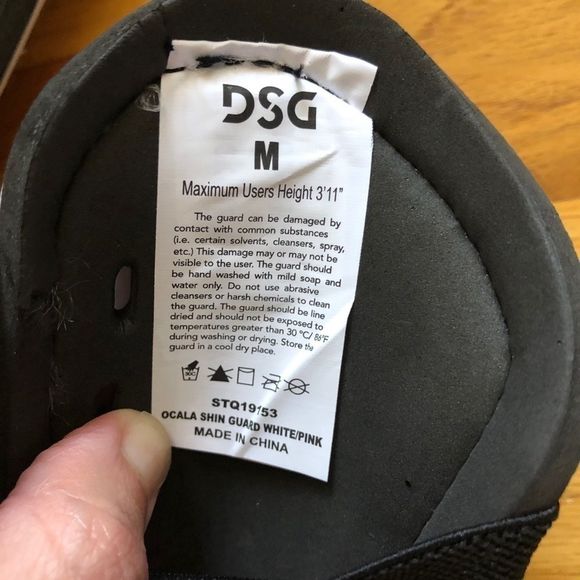 DSG
M
Maximum Users Height 3'11"
The guard can be damaged by
contact with common substances
(i.e. certain solvents, cleansers, spray,
etc.) This damage may or may not be
visible to the user. The guard should
be hand washed with mild soap and
water only. Do not use abrasive
cleansers or harsh chemicals to clean
the guard. The guard should be line
dried and should not be exposed to
temperatures greater than 30 °C/ 86°F
during washing or drying. Store the
guard in a cool dry place.
STQ19153
OCALA SHIN GUARD WHITE/PINK
MADE IN CHINA